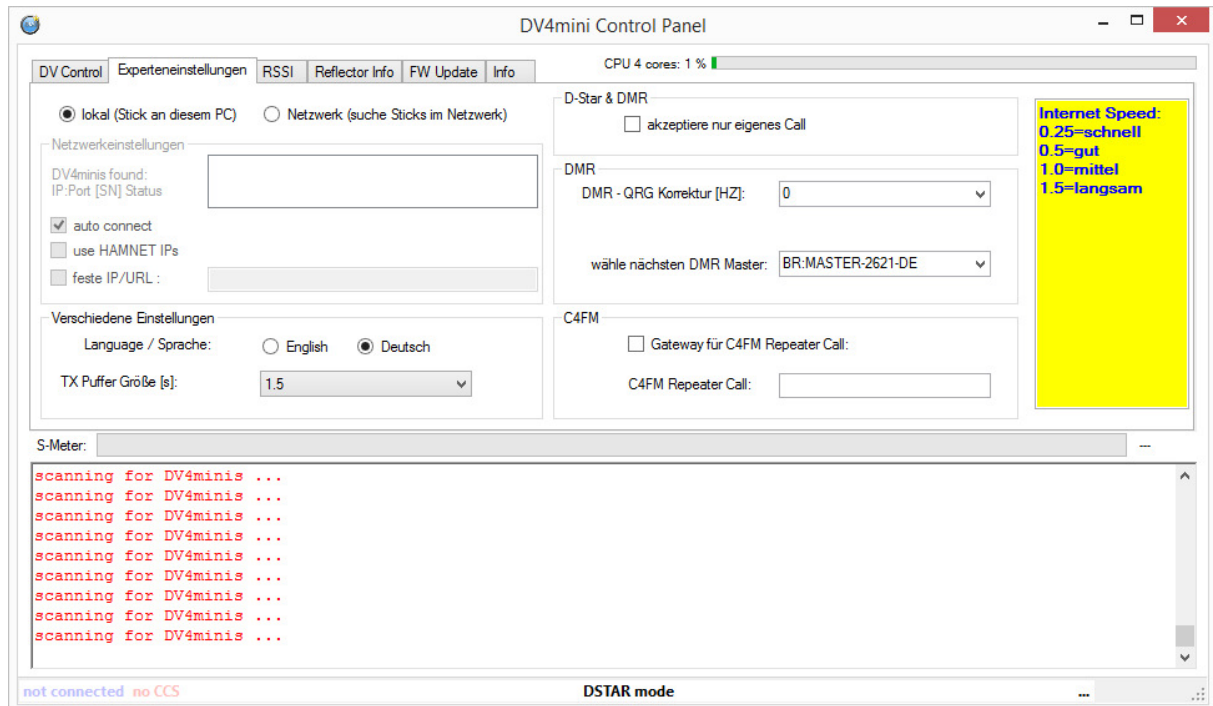 DV4mini Control Panel
DV Control
Experteneinstellungen
RSSI
Reflector Info
FW Update
Info
CPU 4 cores: 1 %
lokal (Stick an diesem PC)
Netzwerk (suche Sticks im Netzwerk)
Netzwerkeinstellungen
DV4minis found:
IP:Port [SN] Status
auto connect
use HAMNET IPs
feste IP/URL :
Verschiedene Einstellungen
Language / Sprache:
English
Deutsch
TX Puffer Größe [s]:
1.5
D-Star & DMR
akzeptiere nur eigenes Call
DMR
DMR - QRG Korrektur [HZ]:
0
wähle nächsten DMR Master:
BR:MASTER-2621-DE
C4FM
Gateway für C4FM Repeater Call:
C4FM Repeater Call:
Internet Speed:
0.25=schnell
0.5=gut
1.0=mittel
1.5=langsam
S-Meter:
---
scanning for DV4minis ...
scanning for DV4minis ...
scanning for DV4minis ...
scanning for DV4minis ...
scanning for DV4minis ...
scanning for DV4minis ...
scanning for DV4minis ...
scanning for DV4minis ...
scanning for DV4minis ...
not connected no CCS
DSTAR mode
...